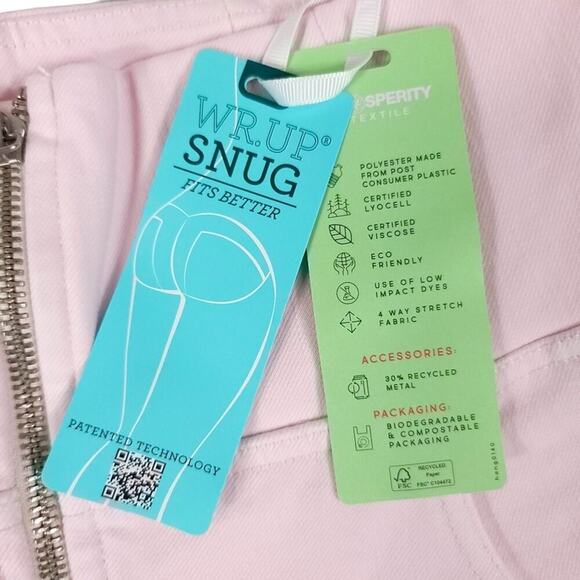 WR.UP®
SNUG
FITS BETTER
PATENTED TECHNOLOGY
SPERITY
TEXTILE
POLYESTER MADE
FROM POST
CONSUMER PLASTIC
CERTIFIED
LYOCELL
CERTIFIED
VISCOSE
ECO
FRIENDLY
USE OF LOW
IMPACT DYES
4 WAY STRETCH
FABRIC
ACCESSORIES:
30% RECYCLED
METAL
PACKAGING:
BIODEGRADABLE
& COMPOSTABLE
PACKAGING
FSC
RECYCLED
Paper
FSC® C104472